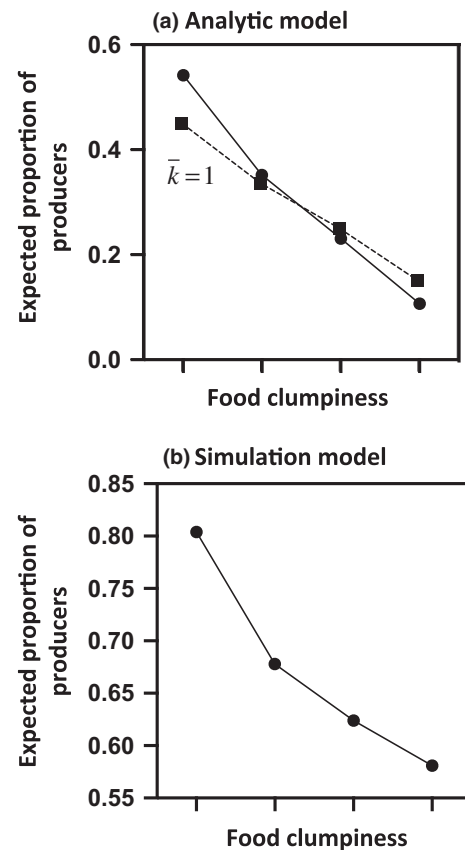 (a) Analytic model
Expected proportion of
producers
0.6
0.4
0.2
0.0
k̄ = 1
Food clumpiness
(b) Simulation model
Expected proportion of
producers
0.85
0.80
0.75
0.70
0.65
0.60
0.55
Food clumpiness